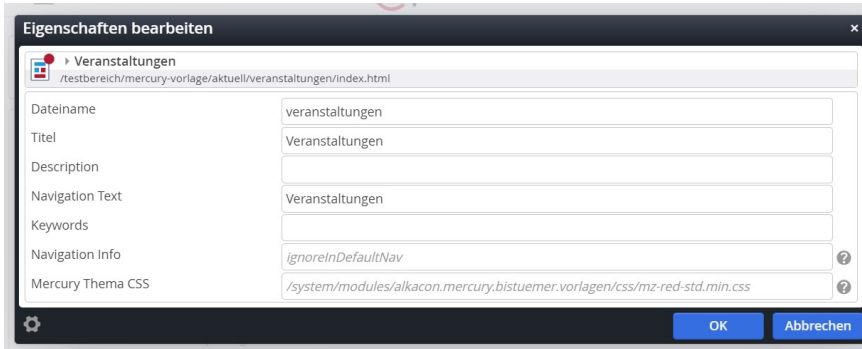 Eigenschaften bearbeiten
×
Veranstaltungen
/testbereich/mercury-vorlage/aktuell/veranstaltungen/index.html
Dateiname veranstaltungen
Titel Veranstaltungen
Description
Navigation Text Veranstaltungen
Keywords
Navigation Info ignoreInDefaultNav ?
Mercury Thema CSS /system/modules/alkacon.mercury.bistuemer.vorlagen/css/mz-red-std.min.css ?
OK Abbrechen